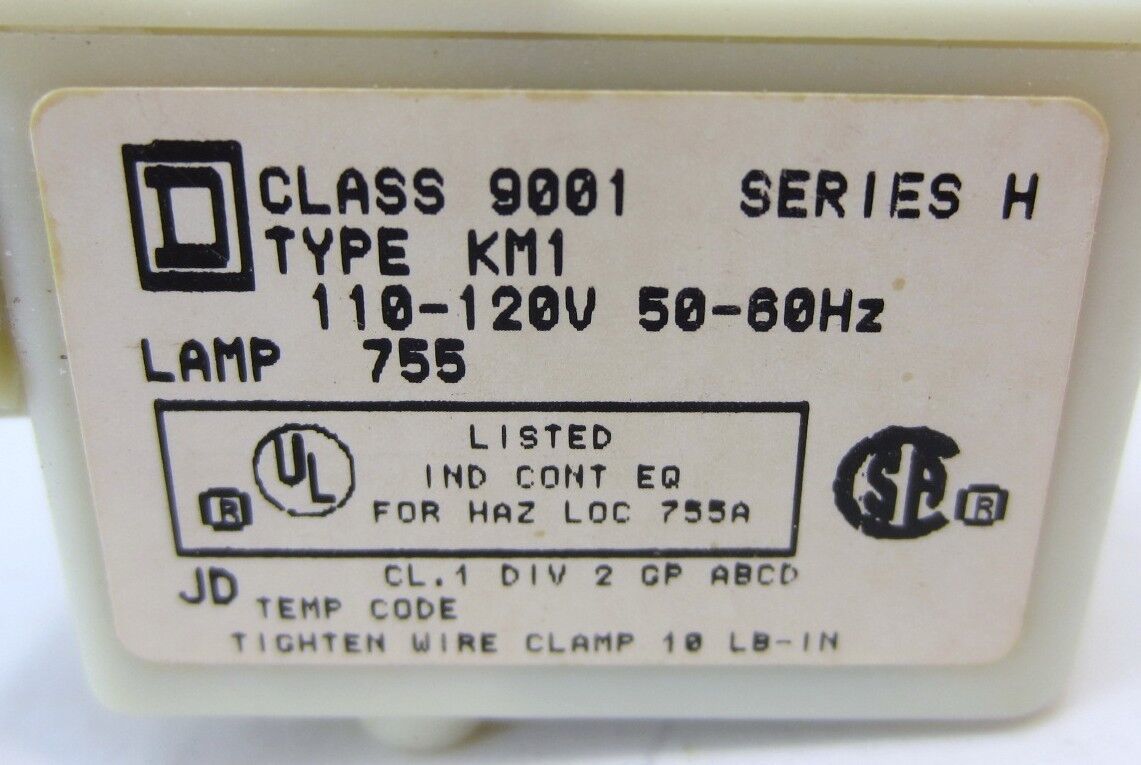 D CLASS 9001 SERIES H
TYPE KM1
110-120V 50-60Hz
LAMP 755
LISTED
UL IND CONT EQ
R FOR HAZ LOC 755A
SA R
CL.1 DIV 2 GP ABCD
JD TEMP CODE
TIGHTEN WIRE CLAMP 10 LB-IN